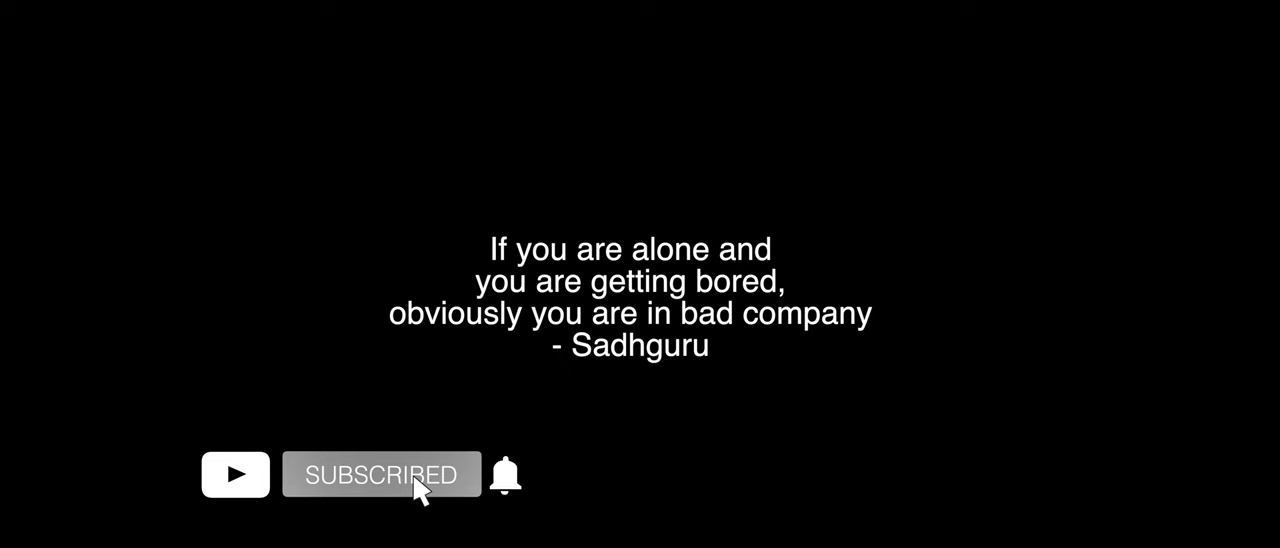 If you are alone and
you are getting bored,
obviously you are in bad company
- Sadhguru
SUBSCRIBED